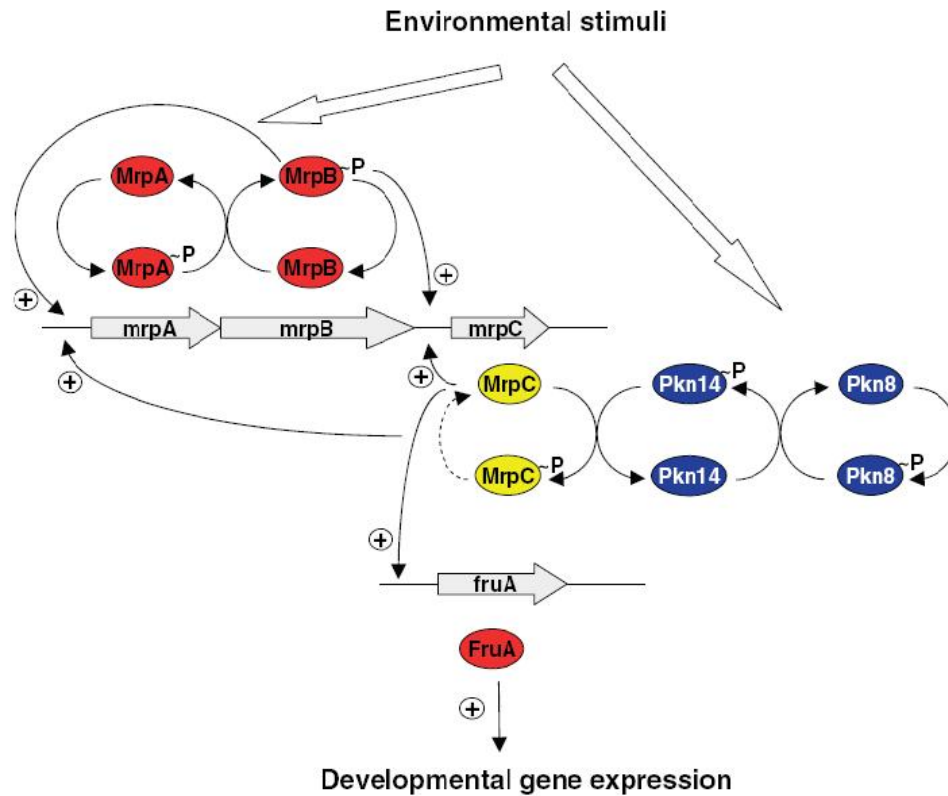 Environmental stimuli
MrpA
MrpB
~P
MrpA
~P
MrpB
+
+
mrpA
mrpB
mrpC
+
+
MrpC
Pkn14
~P
Pkn8
MrpC
~P
Pkn14
Pkn8
~P
+
fruA
FruA
+
Developmental gene expression